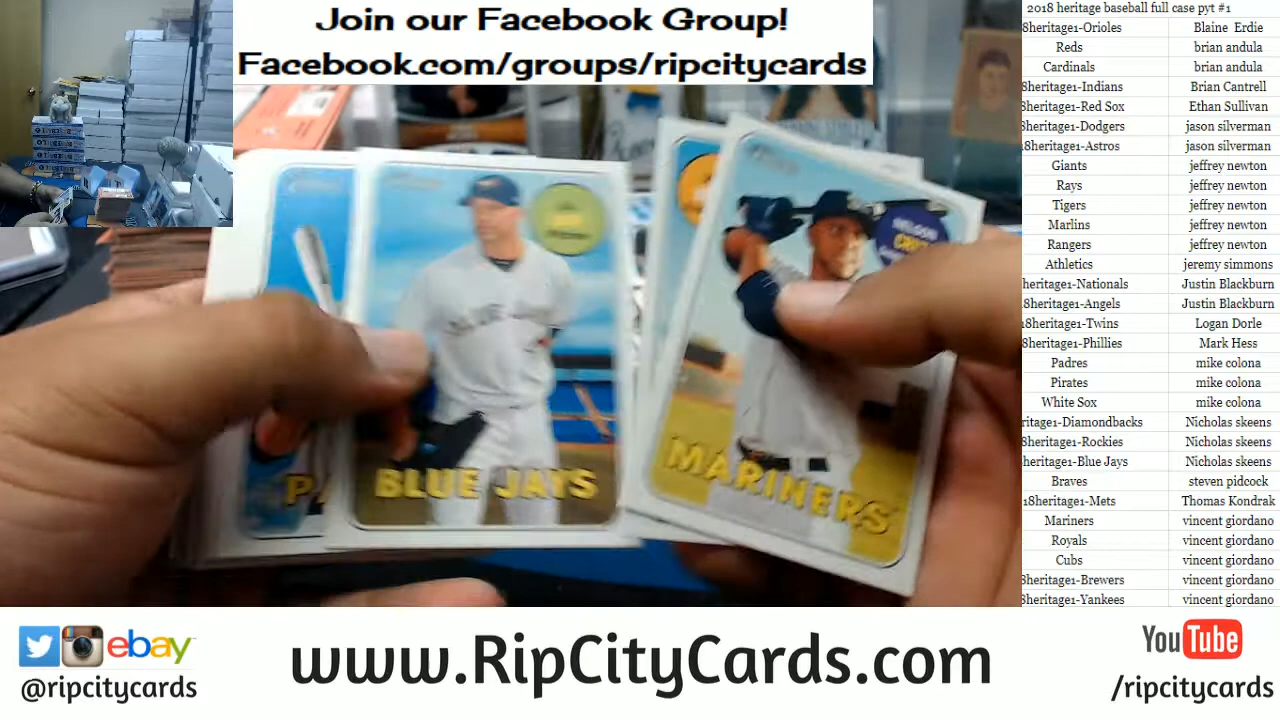 Join our Facebook Group!
Facebook.com/groups/ripcitycards
2018 heritage baseball full case pyt #1
8heritage1-Orioles Blaine Erdie
Reds brian andula
Cardinals brian andula
8heritage1-Indians Brian Cantrell
8heritage1-Red Sox Ethan Sullivan
8heritage1-Dodgers jason silverman
18heritage1-Astros jason silverman
Giants jeffrey newton
Rays jeffrey newton
Tigers jeffrey newton
Marlins jeffrey newton
Rangers jeffrey newton
Athletics jeremy simmons
heritage1-Nationals Justin Blackburn
8heritage1-Angels Justin Blackburn
18heritage1-Twins Logan Dorle
8heritage1-Phillies Mark Hess
Padres mike colona
Pirates mike colona
White Sox mike colona
ritage1-Diamondbacks Nicholas skeens
8heritage1-Rockies Nicholas skeens
heritage1-Blue Jays Nicholas skeens
Braves steven pidcock
18heritage1-Mets Thomas Kondrak
Mariners vincent giordano
Royals vincent giordano
Cubs vincent giordano
8heritage1-Brewers vincent giordano
8heritage1-Yankees vincent giordano
BLUE JAYS
NELSON
MARINERS
ebay
@ripcitycards
www.RipCityCards.com
YouTube
/ripcitycards